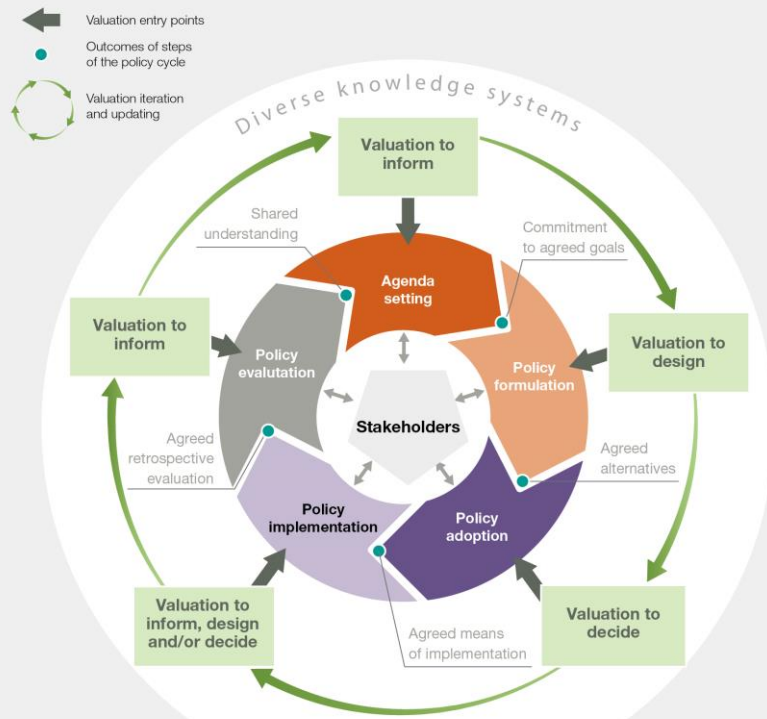 Valuation entry points
Outcomes of steps
of the policy cycle
Valuation iteration
and updating
Diverse knowledge systems
Valuation to
inform
Shared
understanding
Commitment
to agreed goals
Agenda
setting
Valuation to
inform
Policy
evalutation
Policy
formulation
Valuation to
design
Stakeholders
Agreed
retrospective
evaluation
Agreed
alternatives
Policy
implementation
Policy
adoption
Valuation to
inform, design
and/or decide
Agreed means
of implementation
Valuation to
decide